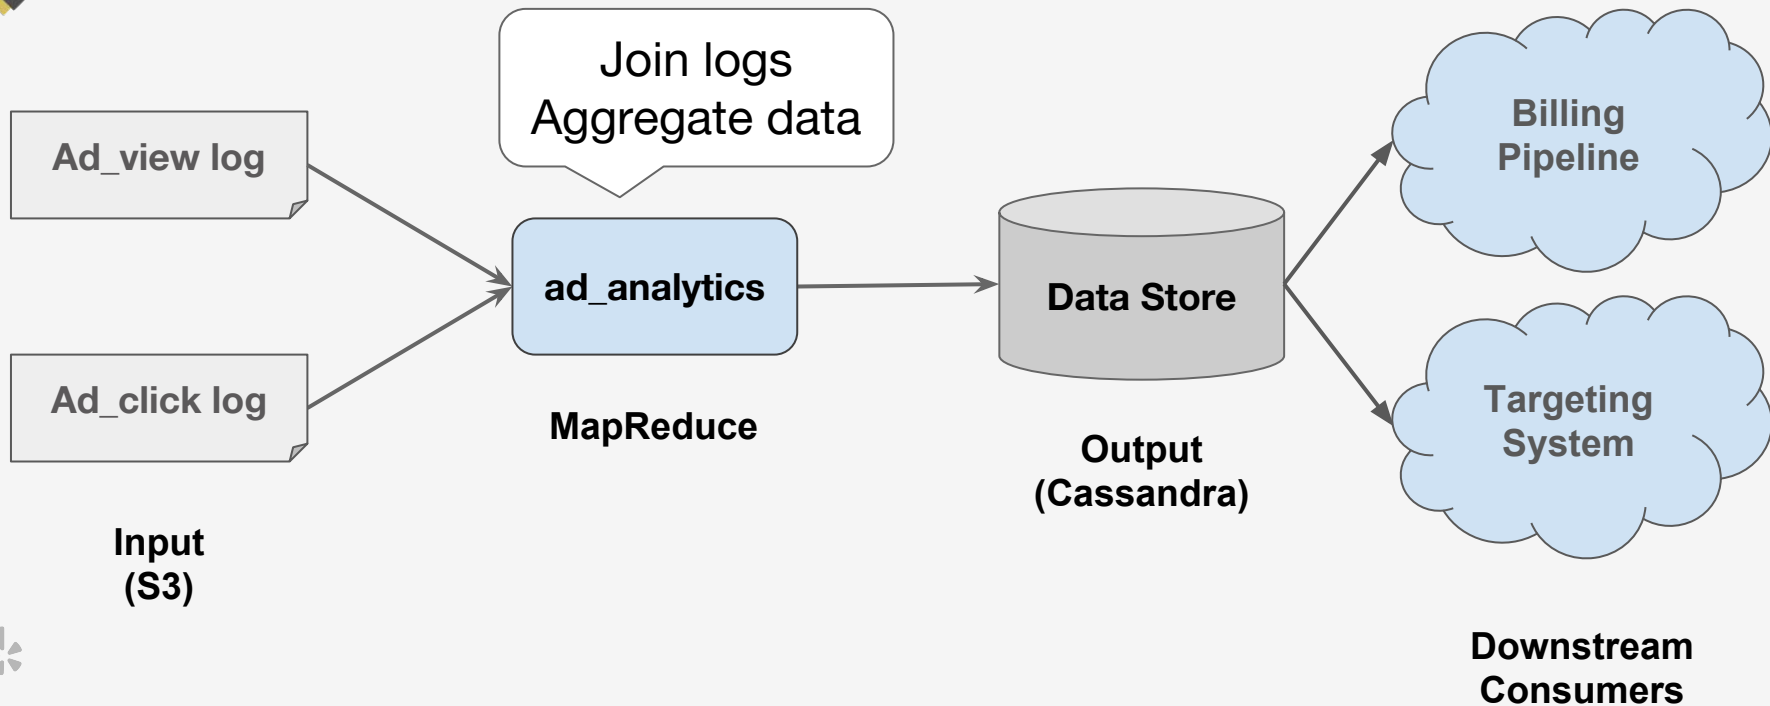 Join logs
Aggregate data
Ad_view log
Ad_click log
Input
(S3)
ad_analytics
MapReduce
Data Store
Output
(Cassandra)
Billing
Pipeline
Targeting
System
Downstream
Consumers